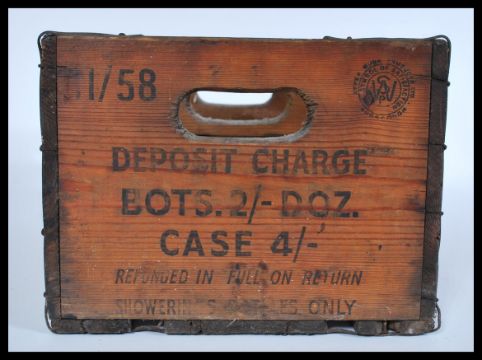 1/58
DEPOSIT CHARGE
BOTS. 2/- DOZ.
CASE 4/-
REFUNDED IN FULL ON RETURN
ONLY